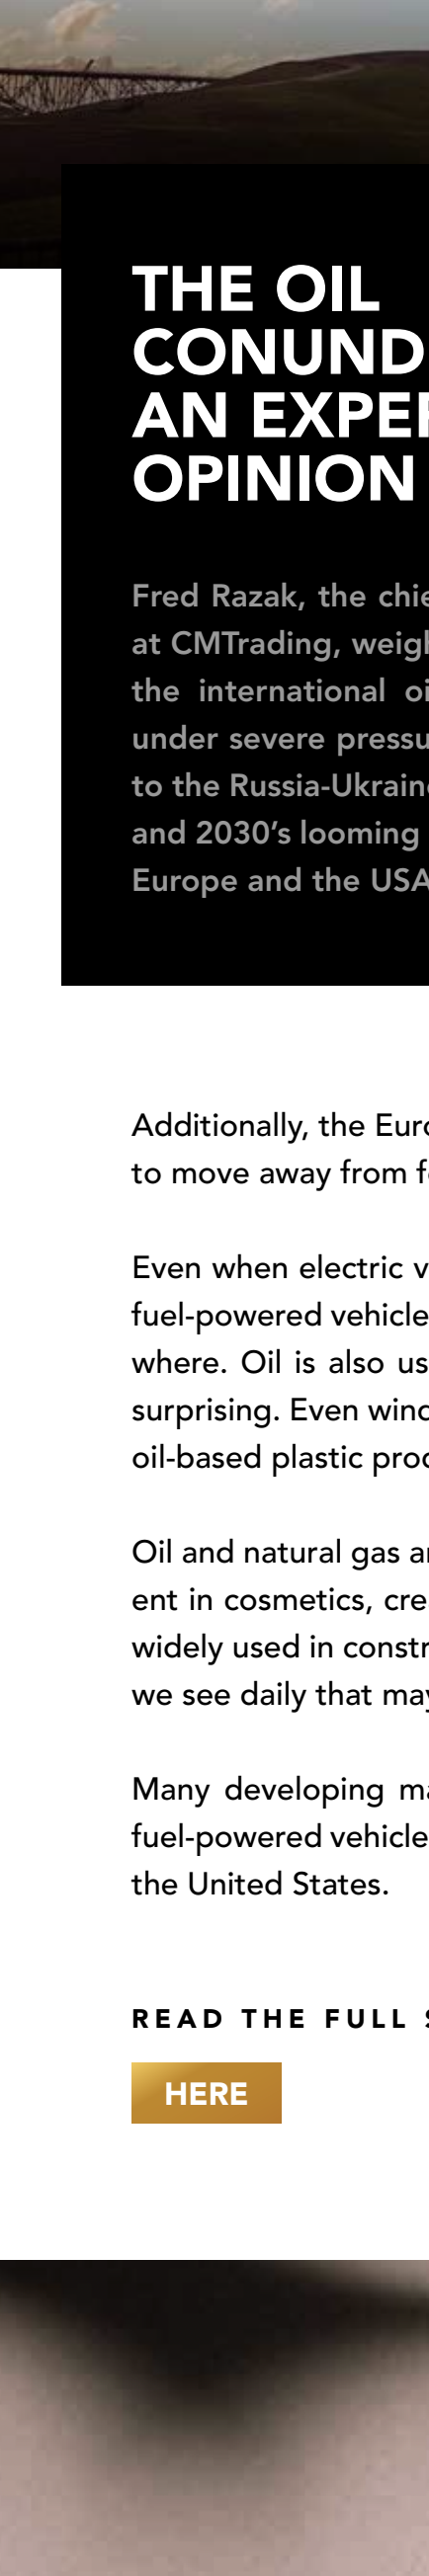 THE OIL
CONUND
AN EXPER
OPINION
Fred Razak, the chie
at CMTrading, weigh
the international oi
under severe pressu
to the Russia-Ukraine
and 2030's looming
Europe and the USA
Additionally, the Euro
to move away from f
Even when electric v
fuel-powered vehicle
where. Oil is also us
surprising. Even wind
oil-based plastic proc
Oil and natural gas ar
ent in cosmetics, cre
widely used in constr
we see daily that may
Many developing ma
fuel-powered vehicle
the United States.
READ THE FULL S
HERE